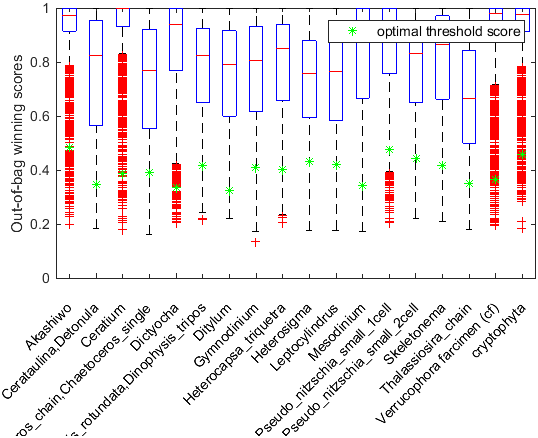 1
0.8
0.6
0.4
0.2
0
Out-of-bag winning scores
optimal threshold score
Akashiwo
Cerataulina,Detonula
Ceratium
ros_chain,Chaetoceros_single
Dictyocha
is_rotundata,Dinophysis_tripos
Ditylum
Gymnodinium
Heterocapsa_triquetra
Heterosigma
Leptocylindrus
Mesodinium
Pseudo_nitzschia_small_1cell
Pseudo_nitzschia_small_2cell
Skeletonema
Thalassiosira_chain
Verrucophora farcimen (cf)
cryptophyta